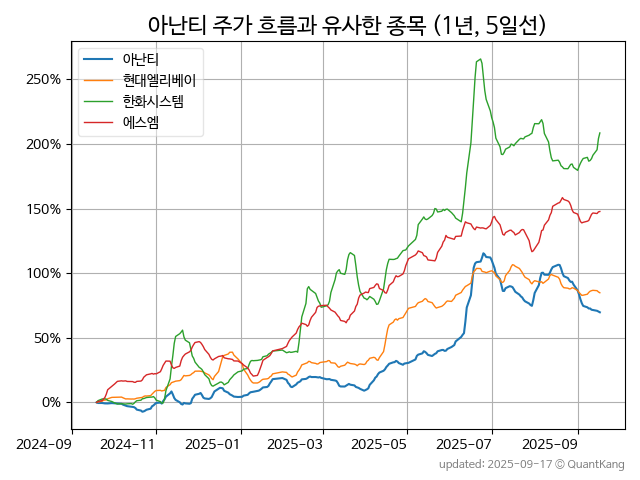 아난티 주가 흐름과 유사한 종목 (1년, 5일선)
아난티
현대엘리베이
한화시스템
에스엠
250%
200%
150%
100%
50%
0%
2024-09 2024-11 2025-01 2025-03 2025-05 2025-07 2025-09
updated: 2025-09-17 © QuantKang